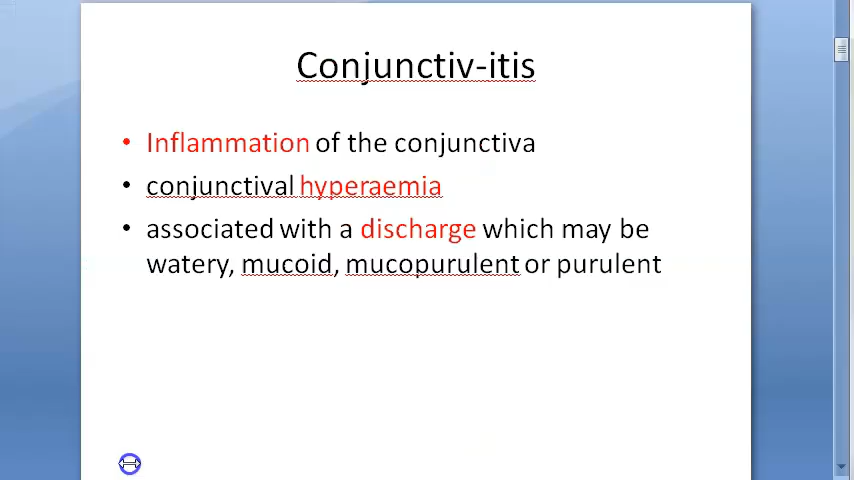 Conjunctiv-itis
• Inflammation of the conjunctiva
• conjunctival hyperaemia
• associated with a discharge which may be
watery, mucoid, mucopurulent or purulent